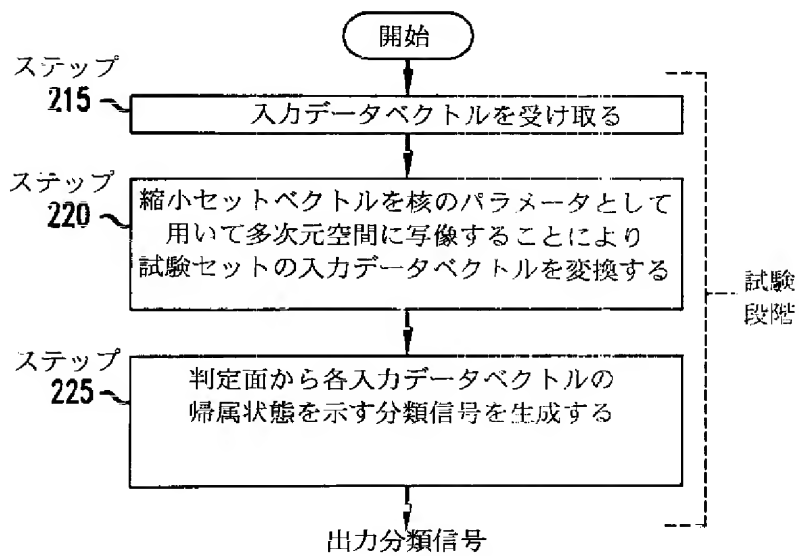 開始
ステップ
215
入力データベクトルを受け取る
ステップ
220
縮小セットベクトルを核のパラメータとして
用いて多次元空間に写像することにより
試験セットの入力データベクトルを変換する
試験
段階
ステップ
225
判定面から各入力データベクトルの
帰属状態を示す分類信号を生成する
出力分類信号